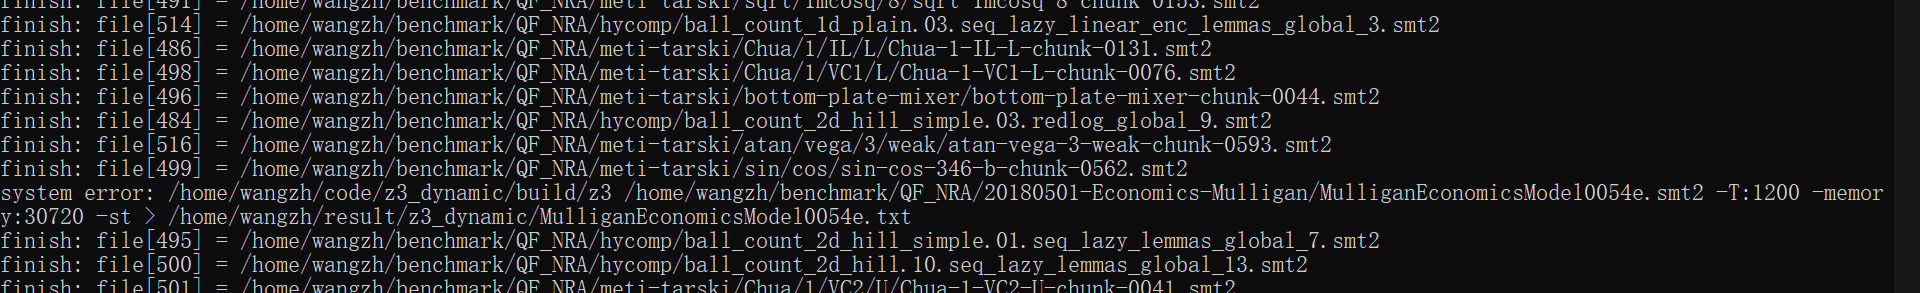 finish: file[491] = /home/wangzh/benchmark/QF_NRA/meti-tarski/sqrt/1mcosq/8/sqrt-1mcosq-8-chunk-0153.smt2
finish: file[514] = /home/wangzh/benchmark/QF_NRA/hycomp/ball_count_1d_plain.03.seq_lazy_linear_enc_lemmas_global_3.smt2
finish: file[486] = /home/wangzh/benchmark/QF_NRA/meti-tarski/Chua/1/IL/L/Chua-1-IL-L-chunk-0131.smt2
finish: file[498] = /home/wangzh/benchmark/QF_NRA/meti-tarski/Chua/1/VC1/L/Chua-1-VC1-L-chunk-0076.smt2
finish: file[496] = /home/wangzh/benchmark/QF_NRA/meti-tarski/bottom-plate-mixer/bottom-plate-mixer-chunk-0044.smt2
finish: file[484] = /home/wangzh/benchmark/QF_NRA/hycomp/ball_count_2d_hill_simple.03.redlog_global_9.smt2
finish: file[516] = /home/wangzh/benchmark/QF_NRA/meti-tarski/atan/vega/3/weak/atan-vega-3-weak-chunk-0593.smt2
finish: file[499] = /home/wangzh/benchmark/QF_NRA/meti-tarski/sin/cos/sin-cos-346-b-chunk-0562.smt2
system error: /home/wangzh/code/z3_dynamic/build/z3 /home/wangzh/benchmark/QF_NRA/20180501-Economics-Mulligan/MulliganEconomicsModel0054e.smt2 -T:1200 -memor
y:30720 -st > /home/wangzh/result/z3_dynamic/MulliganEconomicsModel0054e.txt
finish: file[495] = /home/wangzh/benchmark/QF_NRA/hycomp/ball_count_2d_hill_simple.01.seq_lazy_lemmas_global_7.smt2
finish: file[500] = /home/wangzh/benchmark/QF_NRA/hycomp/ball_count_2d_hill.10.seq_lazy_lemmas_global_13.smt2
finish: file[501] = /home/wangzh/benchmark/QF_NRA/meti-tarski/Chua/1/VC2/U/Chua-1-VC2-U-chunk-0041.smt2